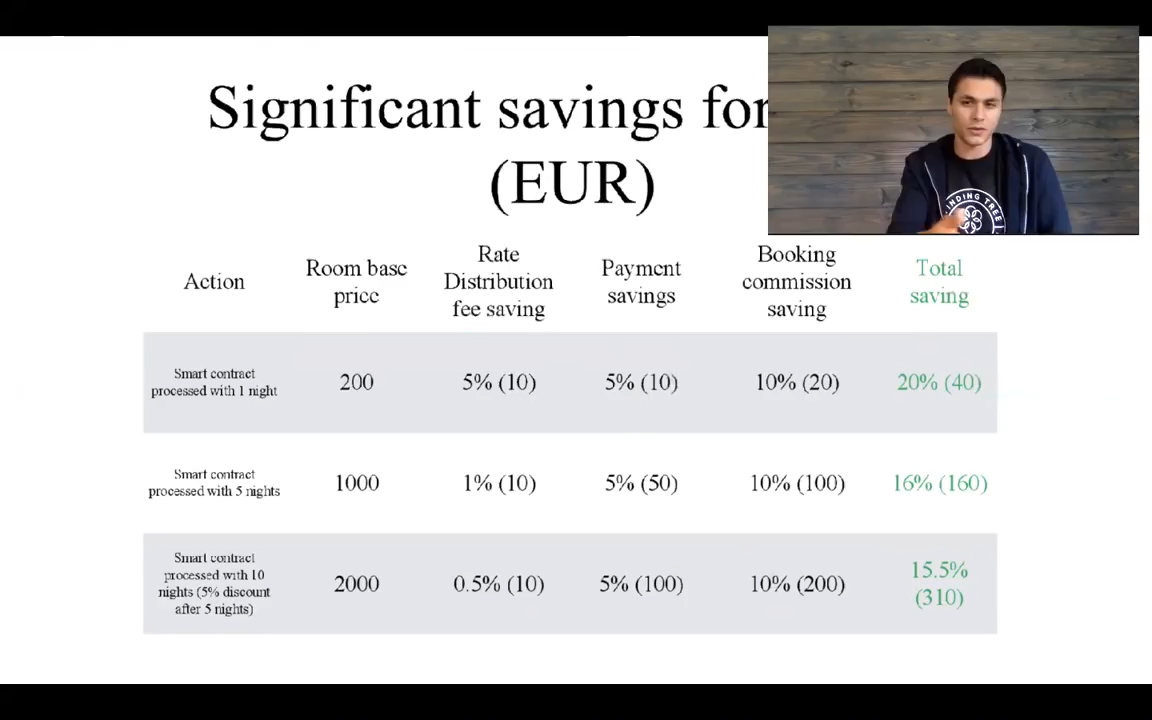 Significant savings for
(EUR)
INDING TREE
Action
Room base
price
Rate
Distribution
fee saving
Payment
savings
Booking
commission
saving
Total
saving
Smart contract
processed with 1 night
200
5% (10)
5% (10)
10% (20)
20% (40)
Smart contract
processed with 5 nights
1000
1% (10)
5% (50)
10% (100)
16% (160)
Smart contract
processed with 10
nights (5% discount
after 5 nights)
2000
0.5% (10)
5% (100)
10% (200)
15.5%
(310)